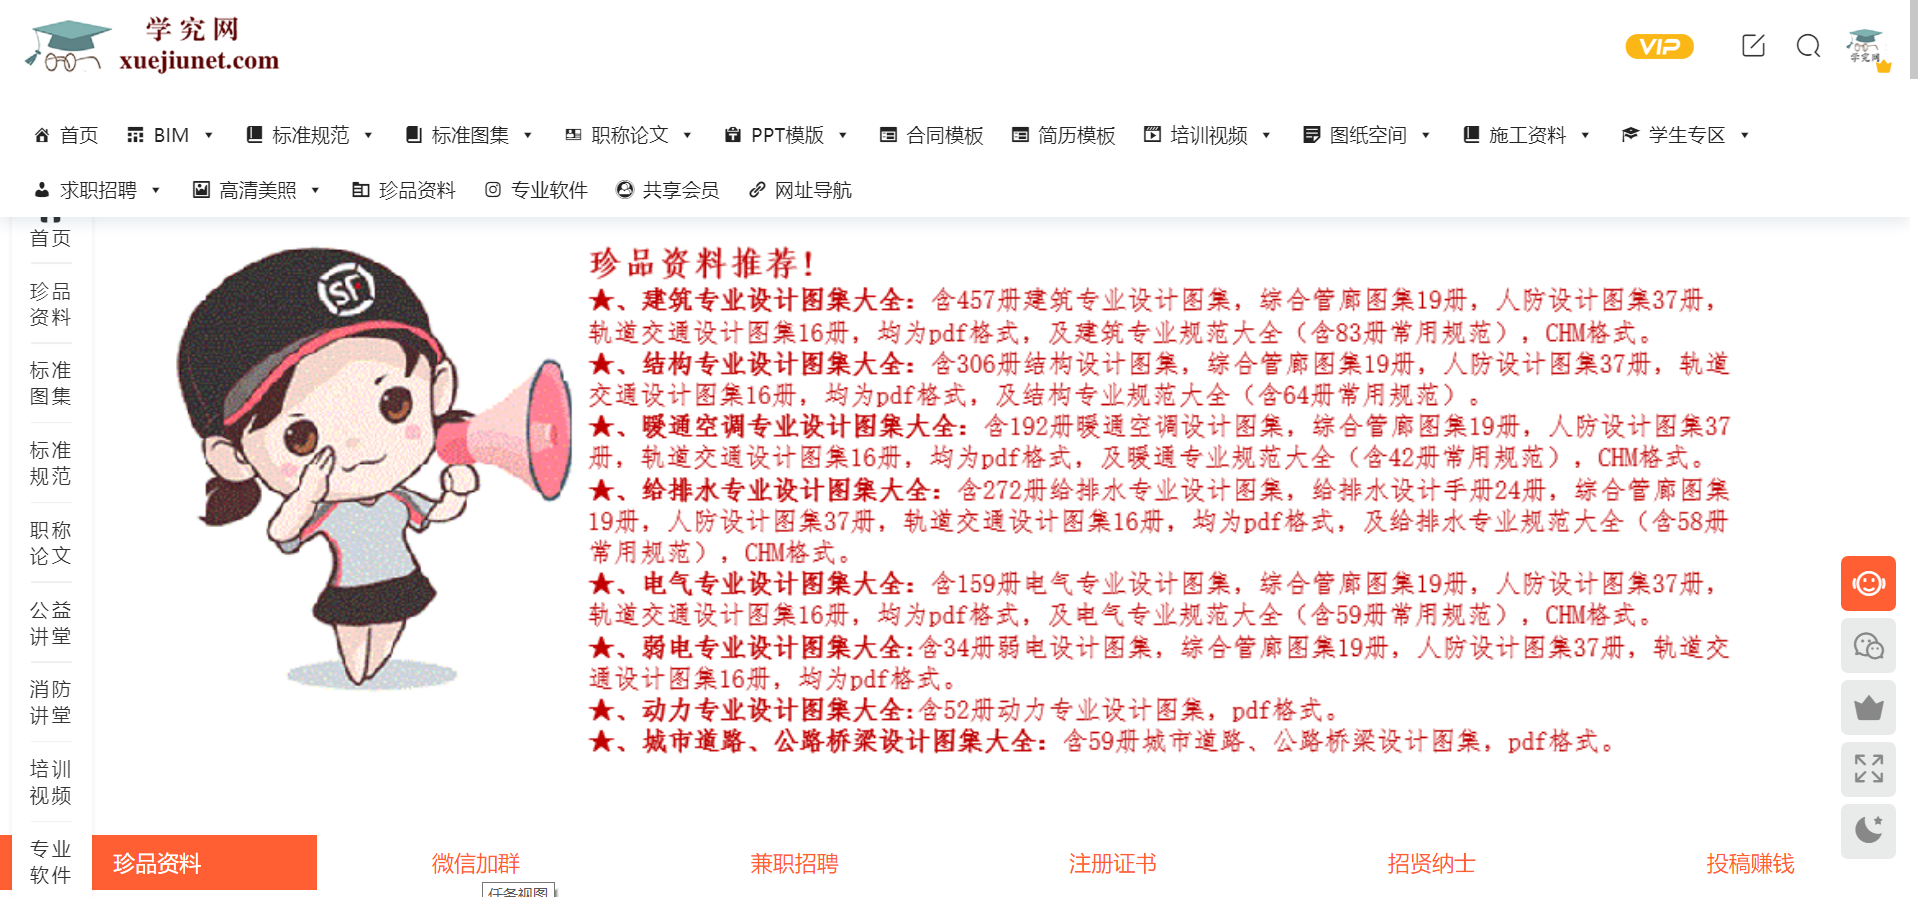 学究网
xuejiunet.com
VIP
学究网
首页 BIM 标准规范 标准图集 职称论文 PPT模版 合同模板 简历模板 培训视频 图纸空间 施工资料 学生专区
求职招聘 高清美照 珍品资料 专业软件 共享会员 网址导航
首页
珍品
资料
标准
图集
标准
规范
职称
论文
公益
讲堂
消防
讲堂
培训
视频
专业
软件
SF
珍品资料推荐!
★、建筑专业设计图集大全：含457册建筑专业设计图集，综合管廊图集19册，人防设计图集37册，
轨道交通设计图集16册，均为pdf格式，及建筑专业规范大全（含83册常用规范），CHM格式。
★、结构专业设计图集大全：含306册结构设计图集，综合管廊图集19册，人防设计图集37册，轨道
交通设计图集16册，均为pdf格式，及结构专业规范大全（含64册常用规范）。
★、暖通空调专业设计图集大全：含192册暖通空调设计图集，综合管廊图集19册，人防设计图集37
册，轨道交通设计图集16册，均为pdf格式，及暖通专业规范大全（含42册常用规范），CHM格式。
★、给排水专业设计图集大全：含272册给排水专业设计图集，给排水设计手册24册，综合管廊图集
19册，人防设计图集37册，轨道交通设计图集16册，均为pdf格式，及给排水专业规范大全（含58册
常用规范），CHM格式。
★、电气专业设计图集大全：含159册电气专业设计图集，综合管廊图集19册，人防设计图集37册，
轨道交通设计图集16册，均为pdf格式，及电气专业规范大全（含59册常用规范），CHM格式。
★、弱电专业设计图集大全:含34册弱电设计图集，综合管廊图集19册，人防设计图集37册，轨道交
通设计图集16册，均为pdf格式。
★、动力专业设计图集大全:含52册动力专业设计图集，pdf格式。
★、城市道路、公路桥梁设计图集大全：含59册城市道路、公路桥梁设计图集，pdf格式。
珍品资料 微信加群 兼职招聘 注册证书 招贤纳士 投稿赚钱
任务视图